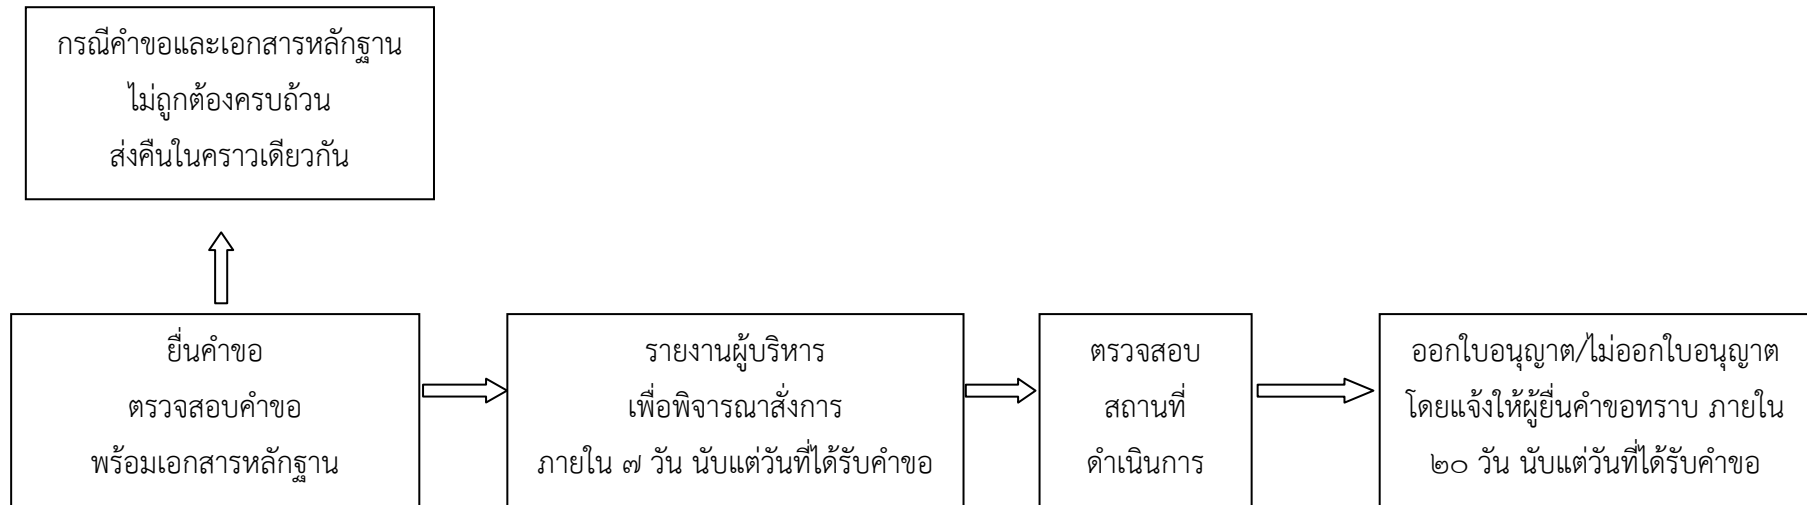 กรณีคำขอและเอกสารหลักฐาน
ไม่ถูกต้องครบถ้วน
ส่งคืนในคราวเดียวกัน
ยื่นคำขอ
ตรวจสอบคำขอ
พร้อมเอกสารหลักฐาน
รายงานผู้บริหาร
เพื่อพิจารณาสั่งการ
ภายใน ๗ วัน นับแต่วันที่ได้รับคำขอ
ตรวจสอบ
สถานที่
ดำเนินการ
ออกใบอนุญาต/ไม่ออกใบอนุญาต
โดยแจ้งให้ผู้ยื่นคำขอทราบ ภายใน
๒๐ วัน นับแต่วันที่ได้รับคำขอ